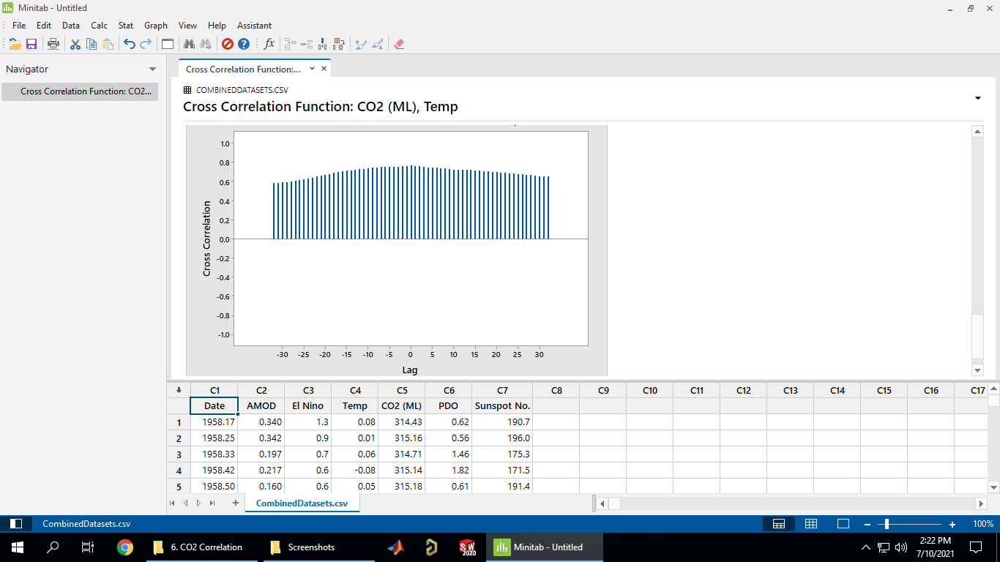 Minitab - Untitled
File Edit Data Calc Stat Graph View Help Assistant
fx
Navigator
Cross Correlation Function: CO2...
Cross Correlation Function:...
COMBINEDDATASETS.CSV
Cross Correlation Function: CO2 (ML), Temp
Cross Correlation
1.0
0.8
0.6
0.4
0.2
0.0
-0.2
-0.4
-0.6
-0.8
-1.0
-30 -25 -20 -15 -10 -5 0 5 10 15 20 25 30
Lag
C1 C2 C3 C4 C5 C6 C7 C8 C9 C10 C11 C12 C13 C14 C15 C16 C17
Date AMOD El Nino Temp CO2 (ML) PDO Sunspot No.
1 1958.17 0.340 1.3 0.08 314.43 0.62 190.7
2 1958.25 0.342 0.9 0.01 315.16 0.56 196.0
3 1958.33 0.197 0.7 0.06 314.71 1.46 175.3
4 1958.42 0.217 0.6 -0.08 315.14 1.82 171.5
5 1958.50 0.160 0.6 0.05 315.18 0.61 191.4
CombinedDatasets.csv
CombinedDatasets.csv 100%
6. CO2 Correlation Screenshots SW 2020 Minitab - Untitled 2:22 PM
7/10/2021